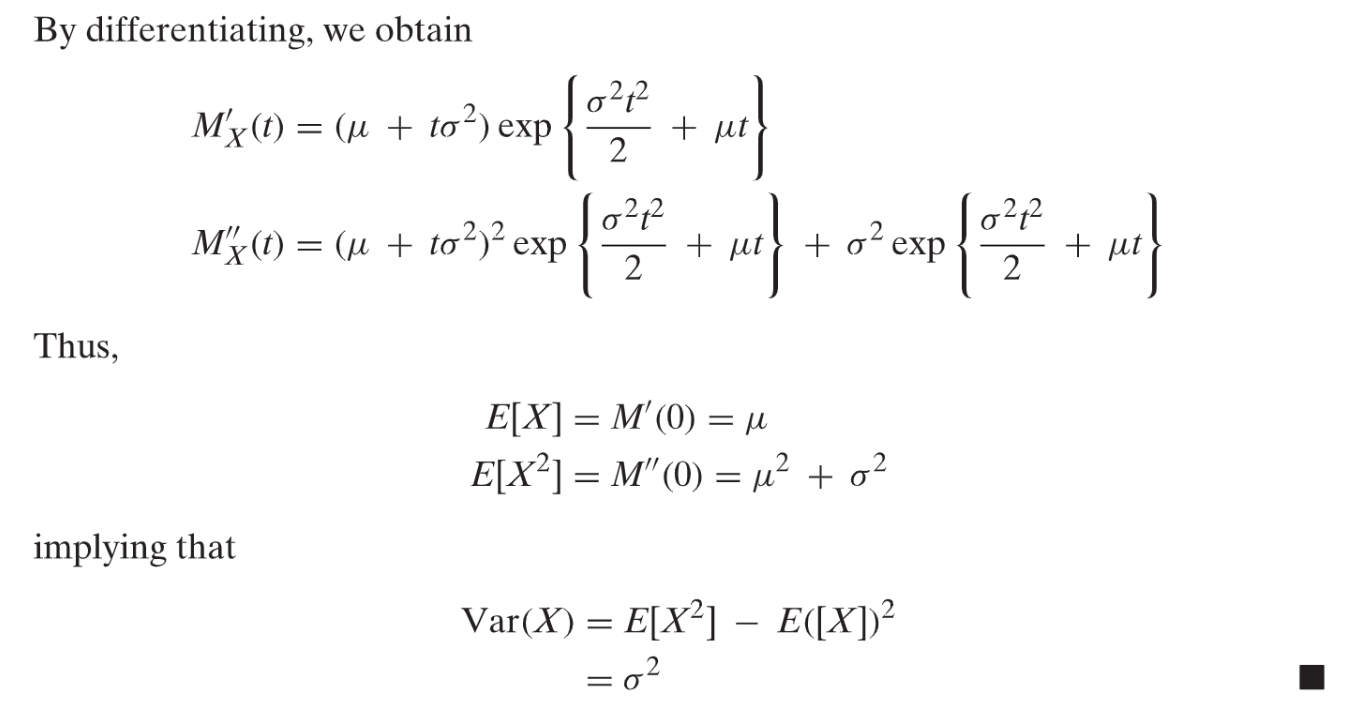 By differentiating, we obtain
M′_X(t) = (μ + tσ²) exp {σ²t²/2 + μt}
M″_X(t) = (μ + tσ²)² exp {σ²t²/2 + μt} + σ² exp {σ²t²/2 + μt}
Thus,
E[X] = M′(0) = μ
E[X²] = M″(0) = μ² + σ²
implying that
Var(X) = E[X²] − E([X])²
= σ² ■